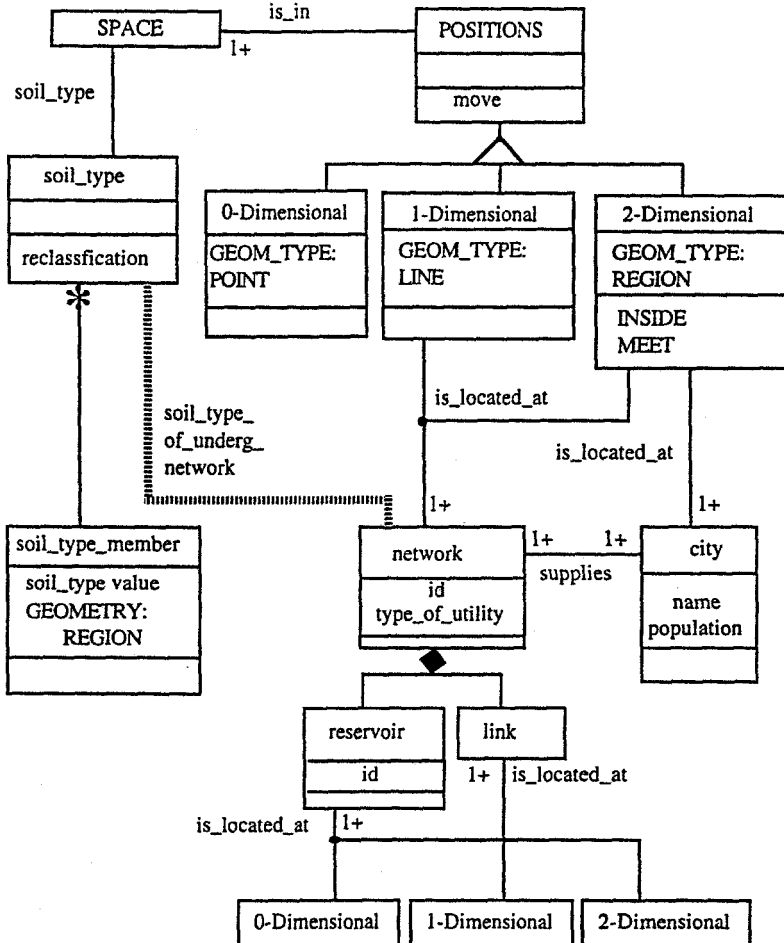 is_in
SPACE
1+
POSITIONS
move
soil_type
soil_type
reclassfication
0-Dimensional
GEOM_TYPE:
POINT
1-Dimensional
GEOM_TYPE:
LINE
2-Dimensional
GEOM_TYPE:
REGION
INSIDE
MEET
*
soil_type_
of_underg_
network
is_located_at
is_located_at
1+
1+
soil_type_member
soil_type value
GEOMETRY:
REGION
network
id
type_of_utility
1+
1+
supplies
city
name
population
reservoir
id
link
1+
is_located_at
is_located_at
1+
0-Dimensional
1-Dimensional
2-Dimensional